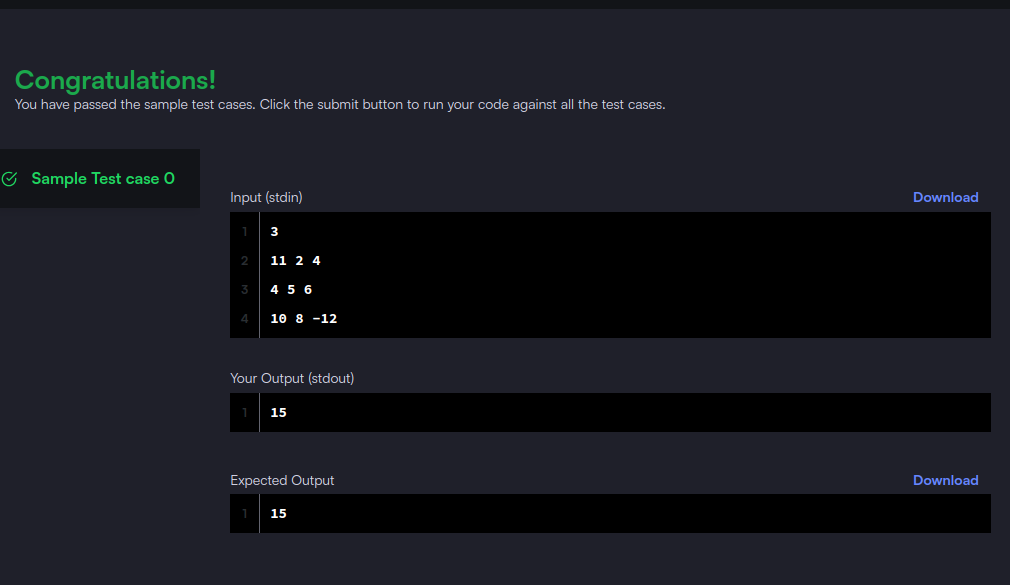 Congratulations!
You have passed the sample test cases. Click the submit button to run your code against all the test cases.
Sample Test case 0
Input (stdin)
Download
1 3
2 11 2 4
3 4 5 6
4 10 8 -12
Your Output (stdout)
1 15
Expected Output
Download
1 15